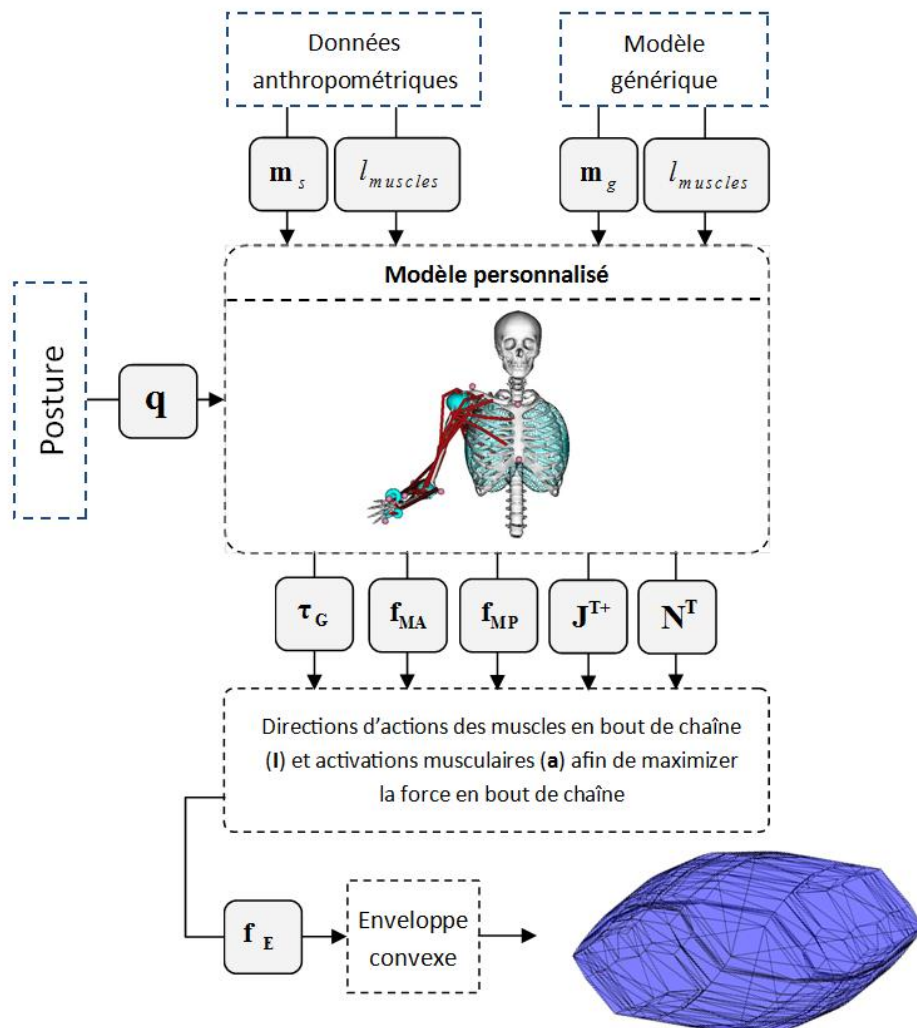 Données
anthropométriques
Modèle
générique
m s
l muscles
m g
l muscles
Modèle personnalisé
Posture
q
τ G
f MA
f MP
J T+
N T
Directions d’actions des muscles en bout de chaîne
(I) et activations musculaires (a) afin de maximizer
la force en bout de chaîne
f E
Enveloppe
convexe